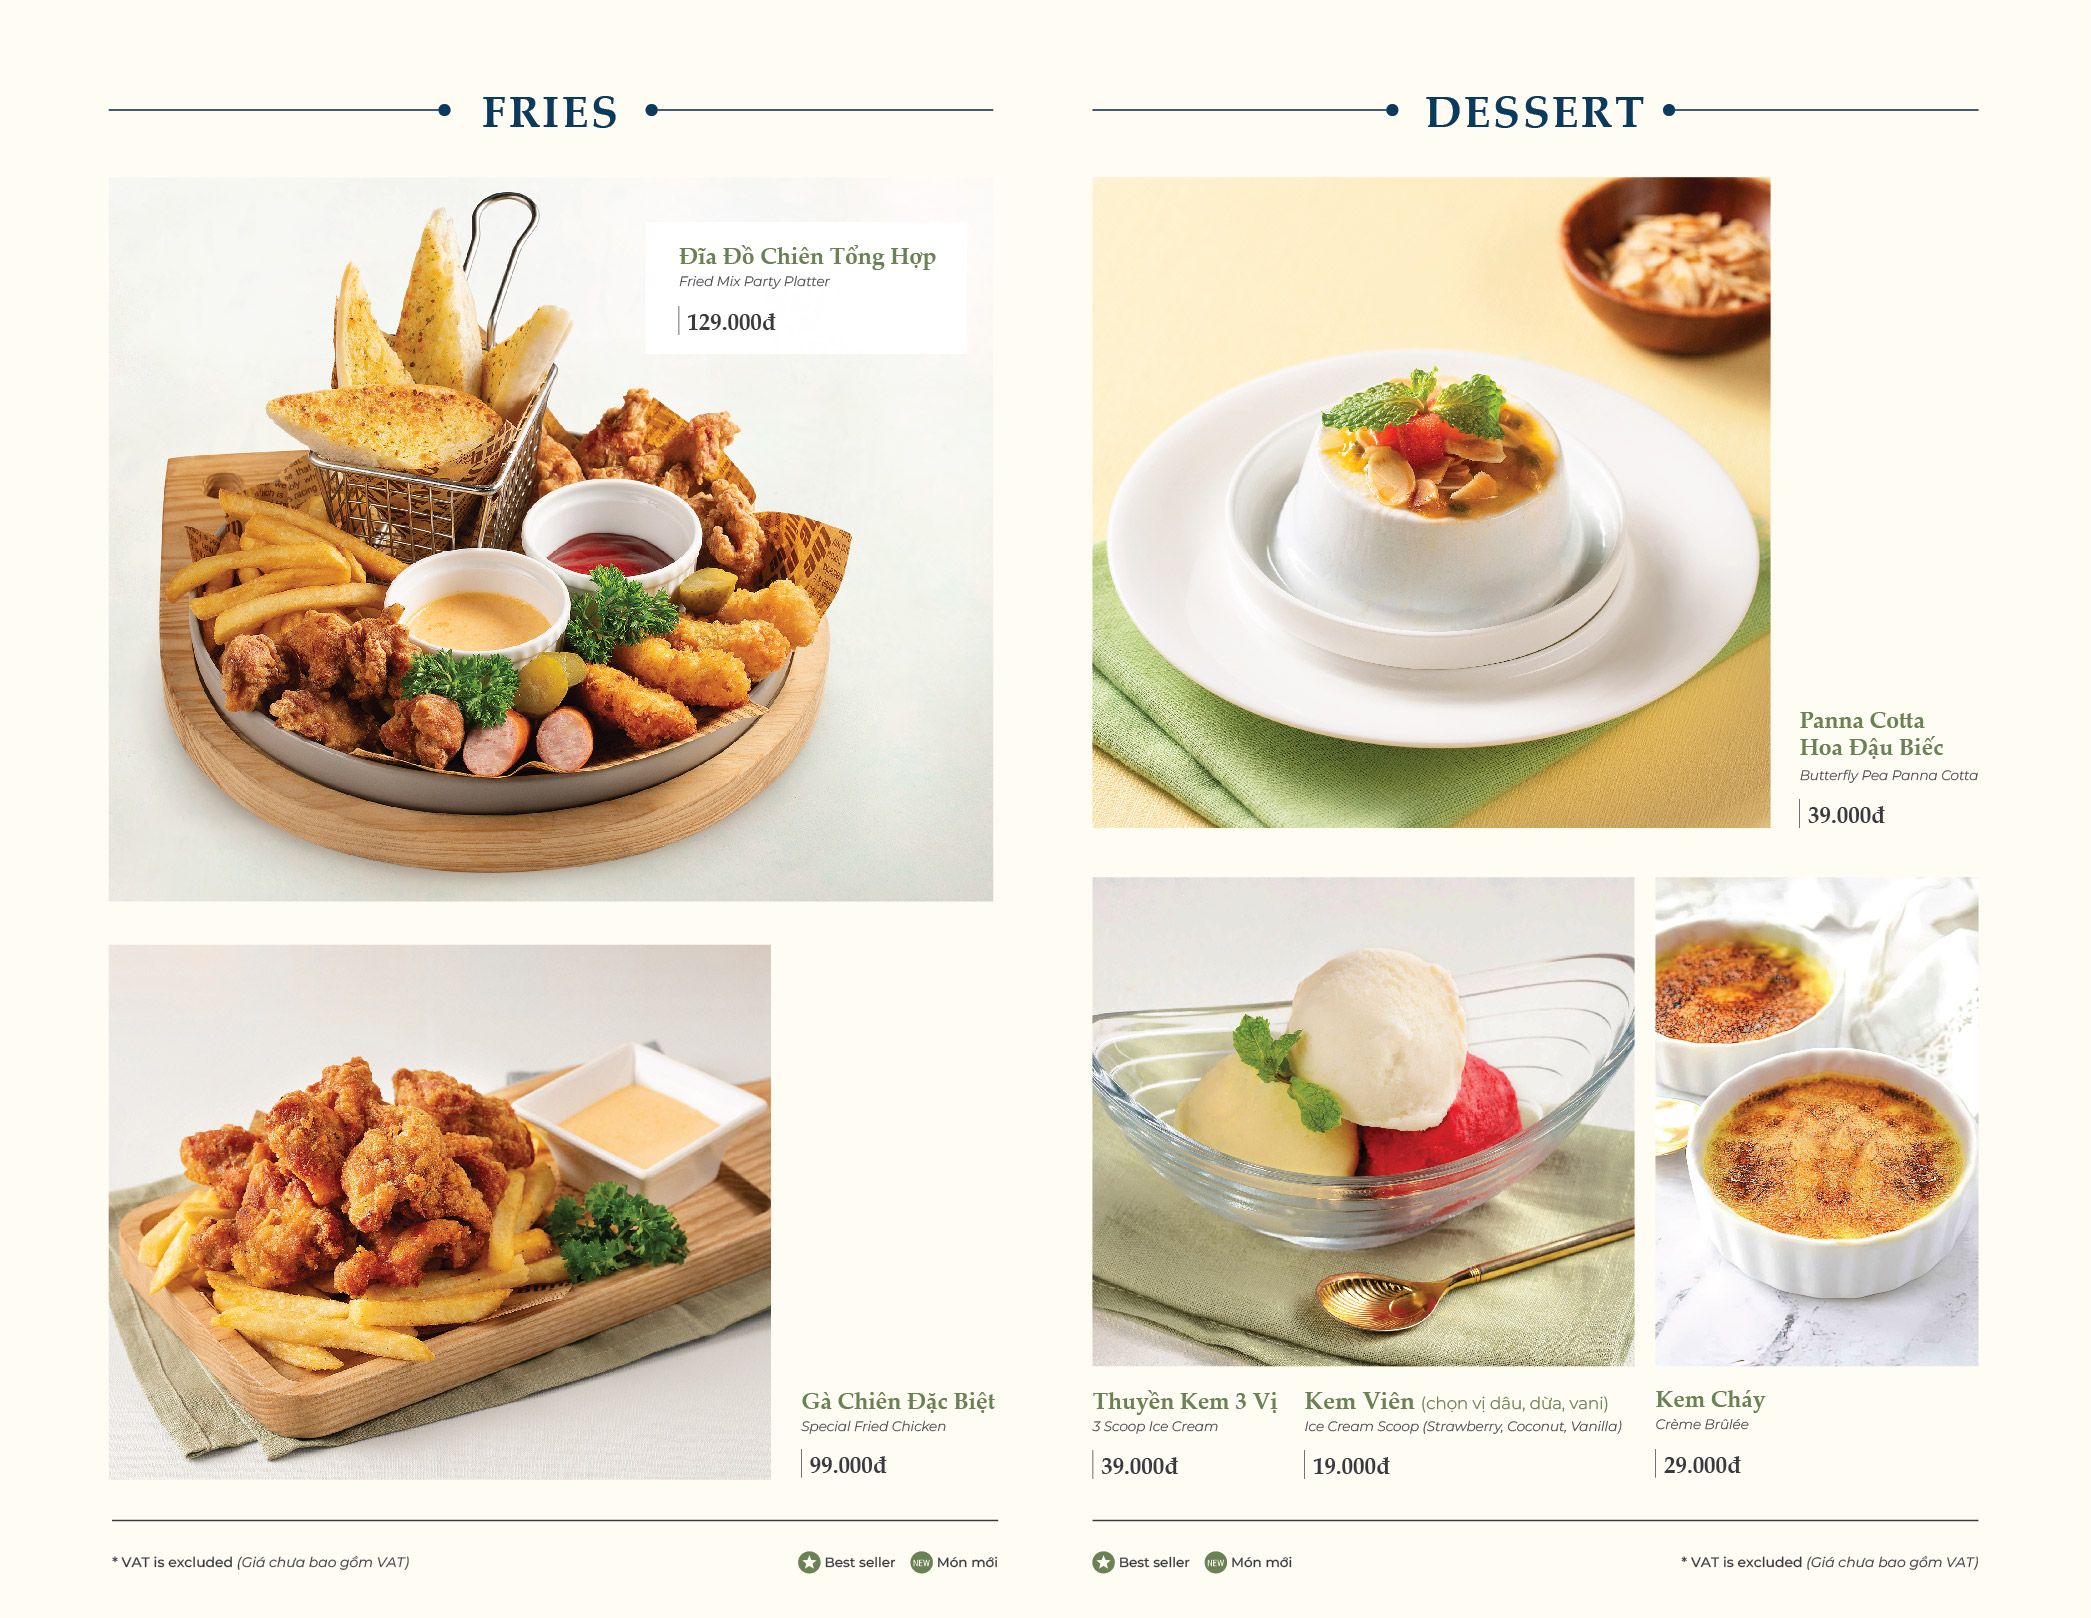 FRIES
Đĩa Đồ Chiên Tổng Hợp
Fried Mix Party Platter
129.000đ
Gà Chiên Đặc Biệt
Special Fried Chicken
99.000đ
* VAT is excluded (Giá chưa bao gồm VAT)
Best seller
NEW Món mới
DESSERT
Panna Cotta
Hoa Đậu Biếc
Butterfly Pea Panna Cotta
39.000đ
Thuyền Kem 3 Vị
3 Scoop Ice Cream
39.000đ
Kem Viên (chọn vị dâu, dừa, vani)
Ice Cream Scoop (Strawberry, Coconut, Vanilla)
19.000đ
Kem Cháy
Crème Brûlée
29.000đ
Best seller
NEW Món mới
* VAT is excluded (Giá chưa bao gồm VAT)